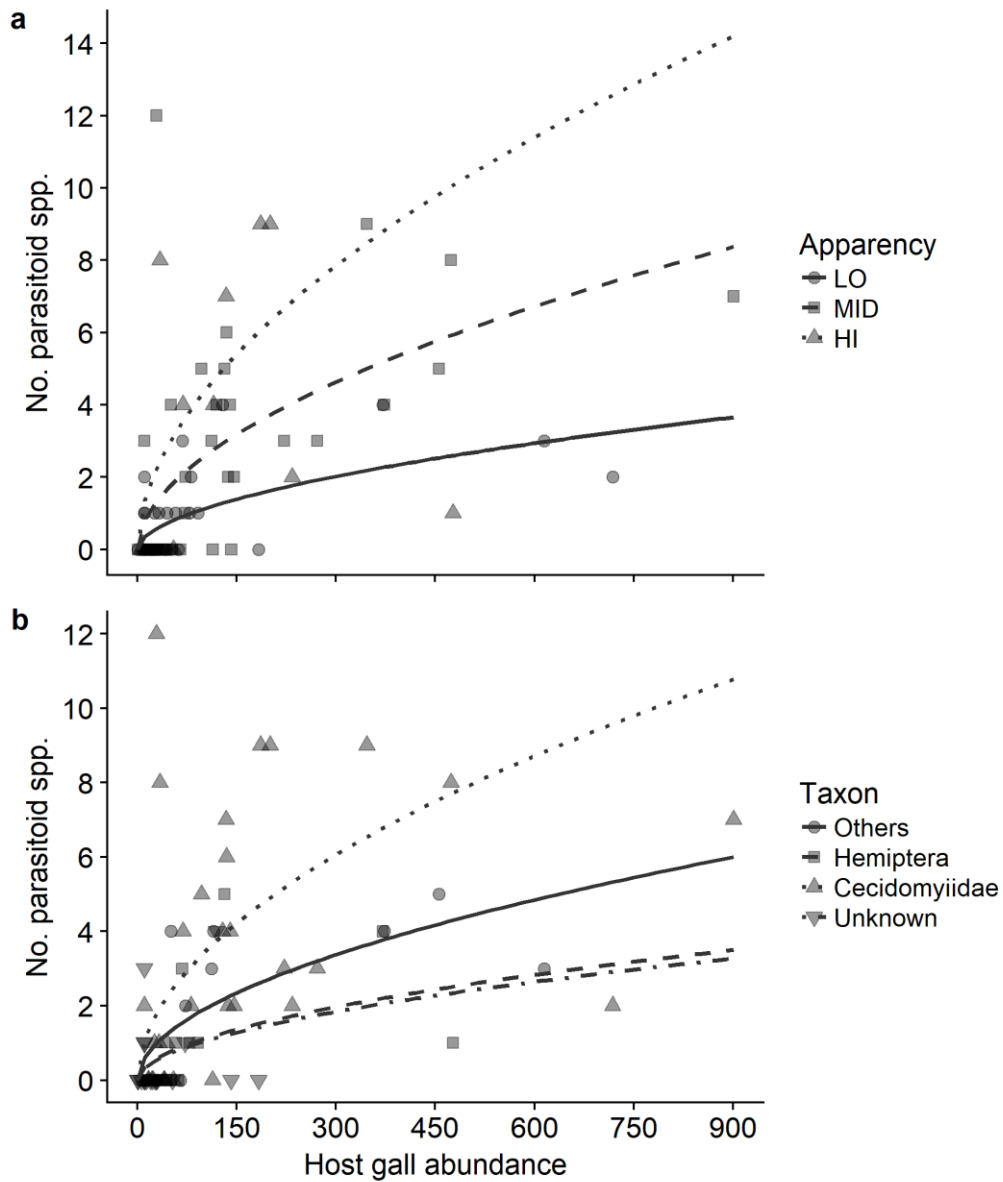 a
14
12
10
8
6
4
2
0
No. parasitoid spp.
Apparency
LO
MID
HI
b
12
10
8
6
4
2
0
No. parasitoid spp.
Taxon
Others
Hemiptera
Cecidomyiidae
Unknown
0 150 300 450 600 750 900
Host gall abundance